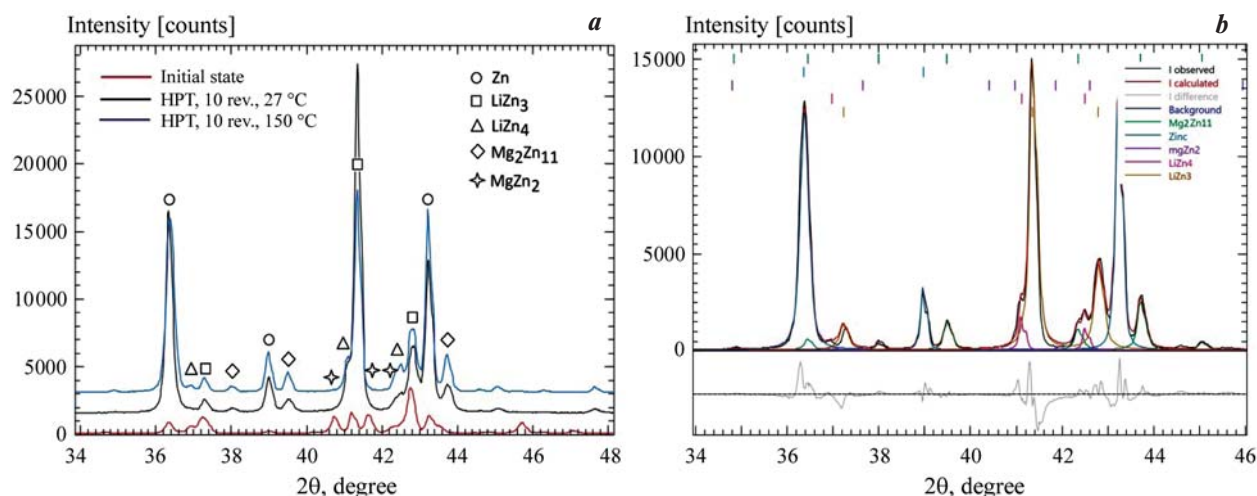 Intensity [counts]
a
25000
20000
15000
10000
5000
0
Initial state
HPT, 10 rev., 27 °C
HPT, 10 rev., 150 °C
Zn
LiZn3
LiZn4
Mg2Zn11
MgZn2
34 36 38 40 42 44 46 48
2θ, degree
Intensity [counts]
b
15000
10000
5000
0
I observed
I calculated
I difference
Background
Mg2Zn11
Zinc
mgZn2
LiZn4
LiZn3
34 36 38 40 42 44 46
2θ, degree